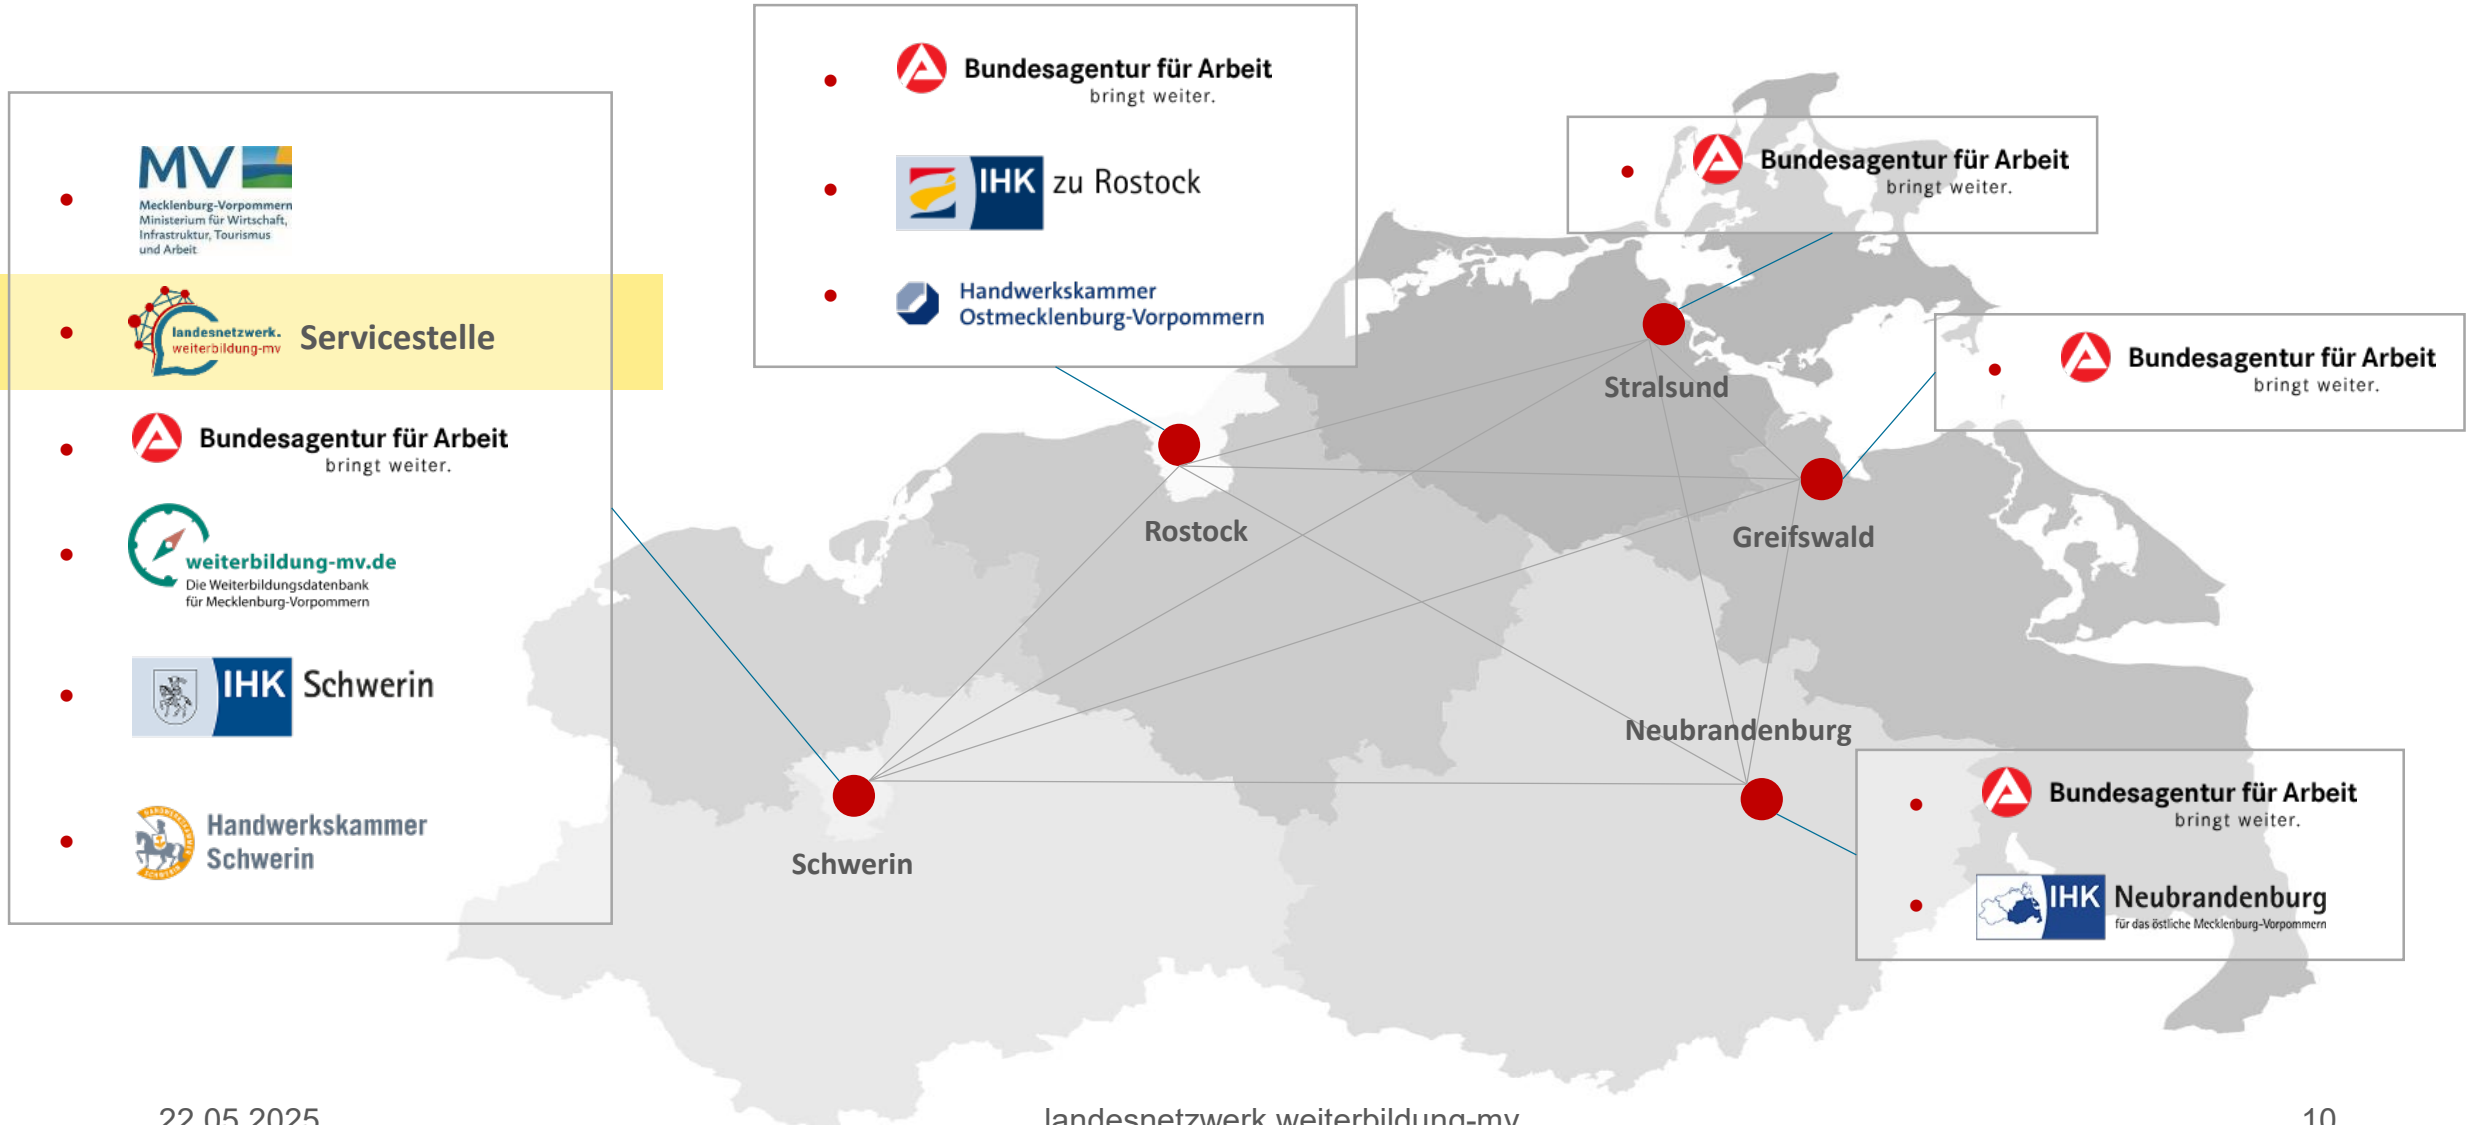 MV
Mecklenburg-Vorpommern
Ministerium für Wirtschaft,
Infrastruktur, Tourismus
und Arbeit
landesnetzwerk.
weiterbildung-mv
Servicestelle
Bundesagentur für Arbeit
bringt weiter.
weiterbildung-mv.de
Die Weiterbildungsdatenbank
für Mecklenburg-Vorpommern
IHK Schwerin
Handwerkskammer
Schwerin
Bundesagentur für Arbeit
bringt weiter.
IHK zu Rostock
Handwerkskammer
Ostmecklenburg-Vorpommern
Bundesagentur für Arbeit
bringt weiter.
Bundesagentur für Arbeit
bringt weiter.
Stralsund
Rostock
Greifswald
Neubrandenburg
Schwerin
Bundesagentur für Arbeit
bringt weiter.
IHK Neubrandenburg
für das östliche Mecklenburg-Vorpommern
22.05.2025
landesnetzwerk.weiterbildung-mv
10